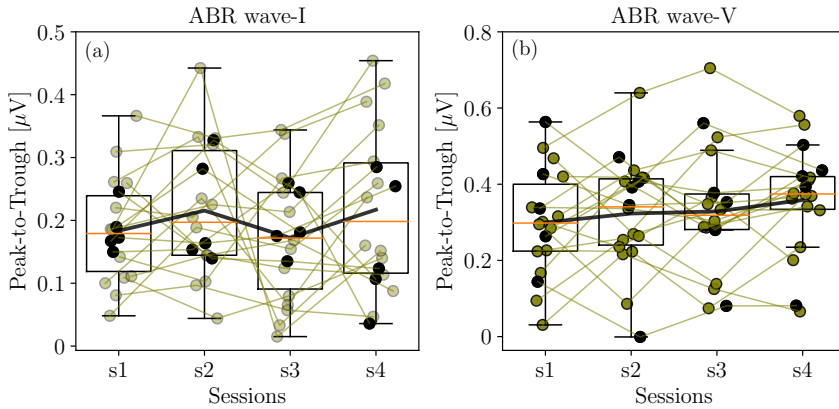 ABR wave-I
(a)
Peak-to-Trough [μV]
0.5
0.4
0.3
0.2
0.1
0
s1 s2 s3 s4
Sessions
ABR wave-V
(b)
Peak-to-Trough [μV]
0.8
0.6
0.4
0.2
0
s1 s2 s3 s4
Sessions